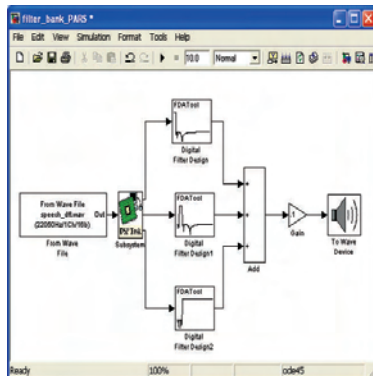 filter_bank_PAR5 *
File Edit View Simulation Format Tools Help
10.0 Normal
FDATool
Digital
Filter Design
From Wave File
speech_dft.wav
(22050Hz/1Ch/16b)
Out
From Wave
File
Subsystem
FDATool
Digital
Filter Design1
Add
Gain
To Wave
Device
FDATool
Digital
Filter Design2
Ready 100% ode45